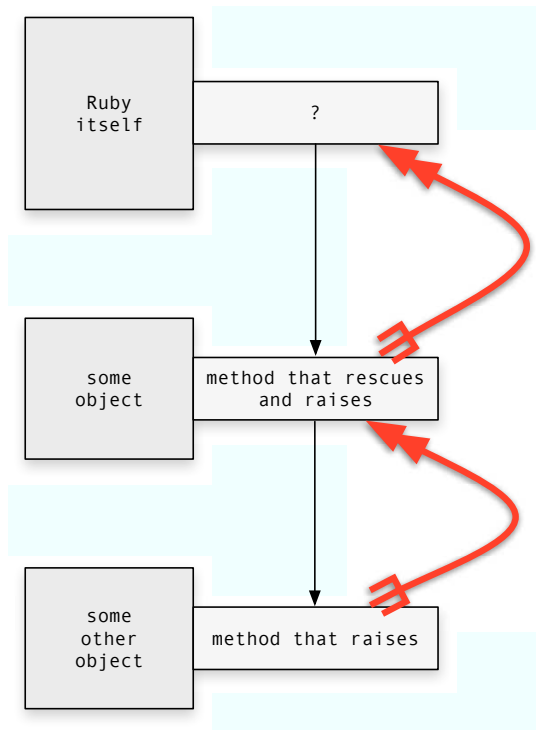 Ruby
itself
?
some
object
method that rescues
and raises
some
other
object
method that raises